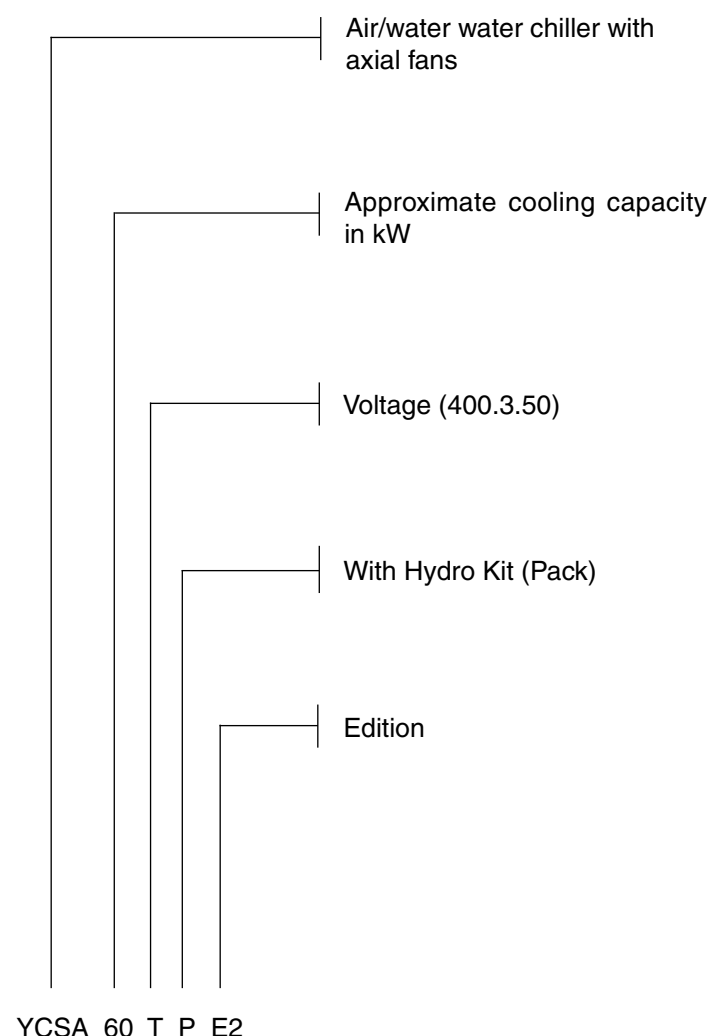 Air/water water chiller with
axial fans
Approximate cooling capacity
in kW
Voltage (400.3.50)
With Hydro Kit (Pack)
Edition
YCSA 60 T P E2